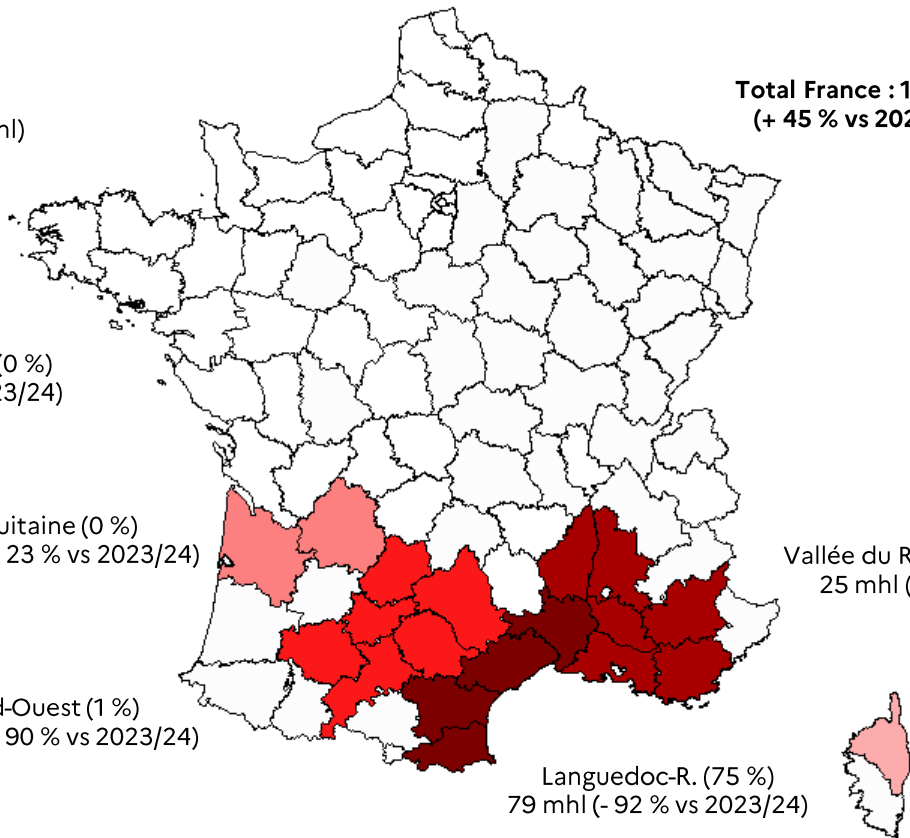 Total France : 1
(+ 45 % vs 202
hl)
(0 %)
23/24)
uitaine (0 %)
23 % vs 2023/24)
Vallée du R
25 mhl (
d-Ouest (1 %)
90 % vs 2023/24)
Languedoc-R. (75 %)
79 mhl (- 92 % vs 2023/24)